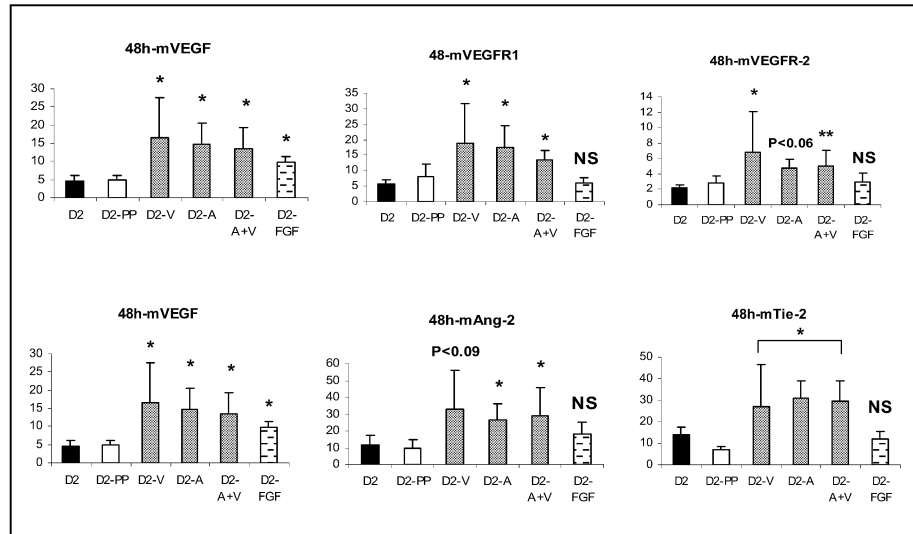 48h-mVEGF
30
25
20
15
10
5
0
* * * *
D2 D2-PP D2-V D2-A D2-A+V D2-FGF
48-mVEGFR1
35
30
25
20
15
10
5
0
* * * NS
D2 D2-PP D2-V D2-A D2-A+V D2-FGF
48h-mVEGFR-2
14
12
10
8
6
4
2
0
* P<0.06 ** NS
D2 D2-PP D2-V D2-A D2-A+V D2-FGF
48h-mVEGF
30
25
20
15
10
5
0
* * * *
D2 D2-PP D2-V D2-A D2-A+V D2-FGF
48h-mAng-2
60
50
40
30
20
10
0
P<0.09 * * NS
D2 D2-PP D2-V D2-A D2-A+V D2-FGF
48h-mTie-2
50
40
30
20
10
0
* NS
D2 D2-PP D2-V D2-A D2-A+V D2-FGF